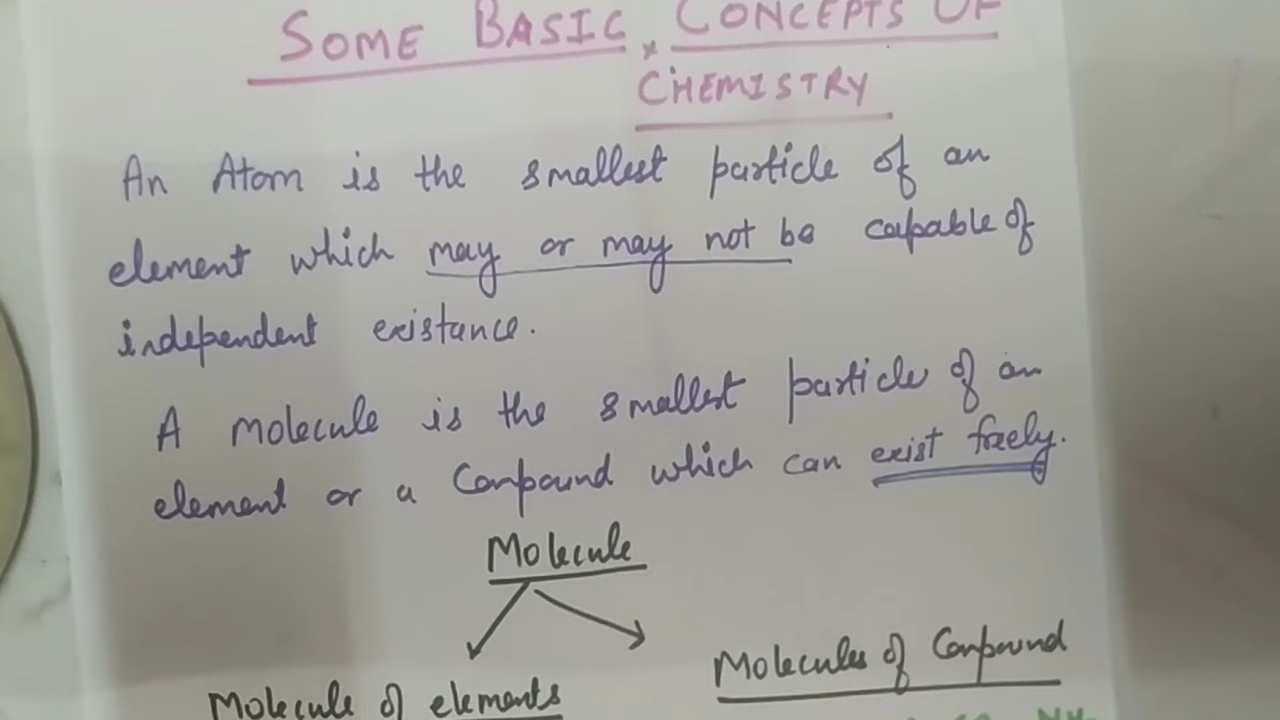 SOME BASIC CONCEPTS OF
CHEMISTRY
An Atom is the smallest particle of an
element which may or may not be capable of
independent existance.
A molecule is the smallest particle of an
element or a Compound which can exist freely.
Molecule
Molecules of Compound
Molecule of elements